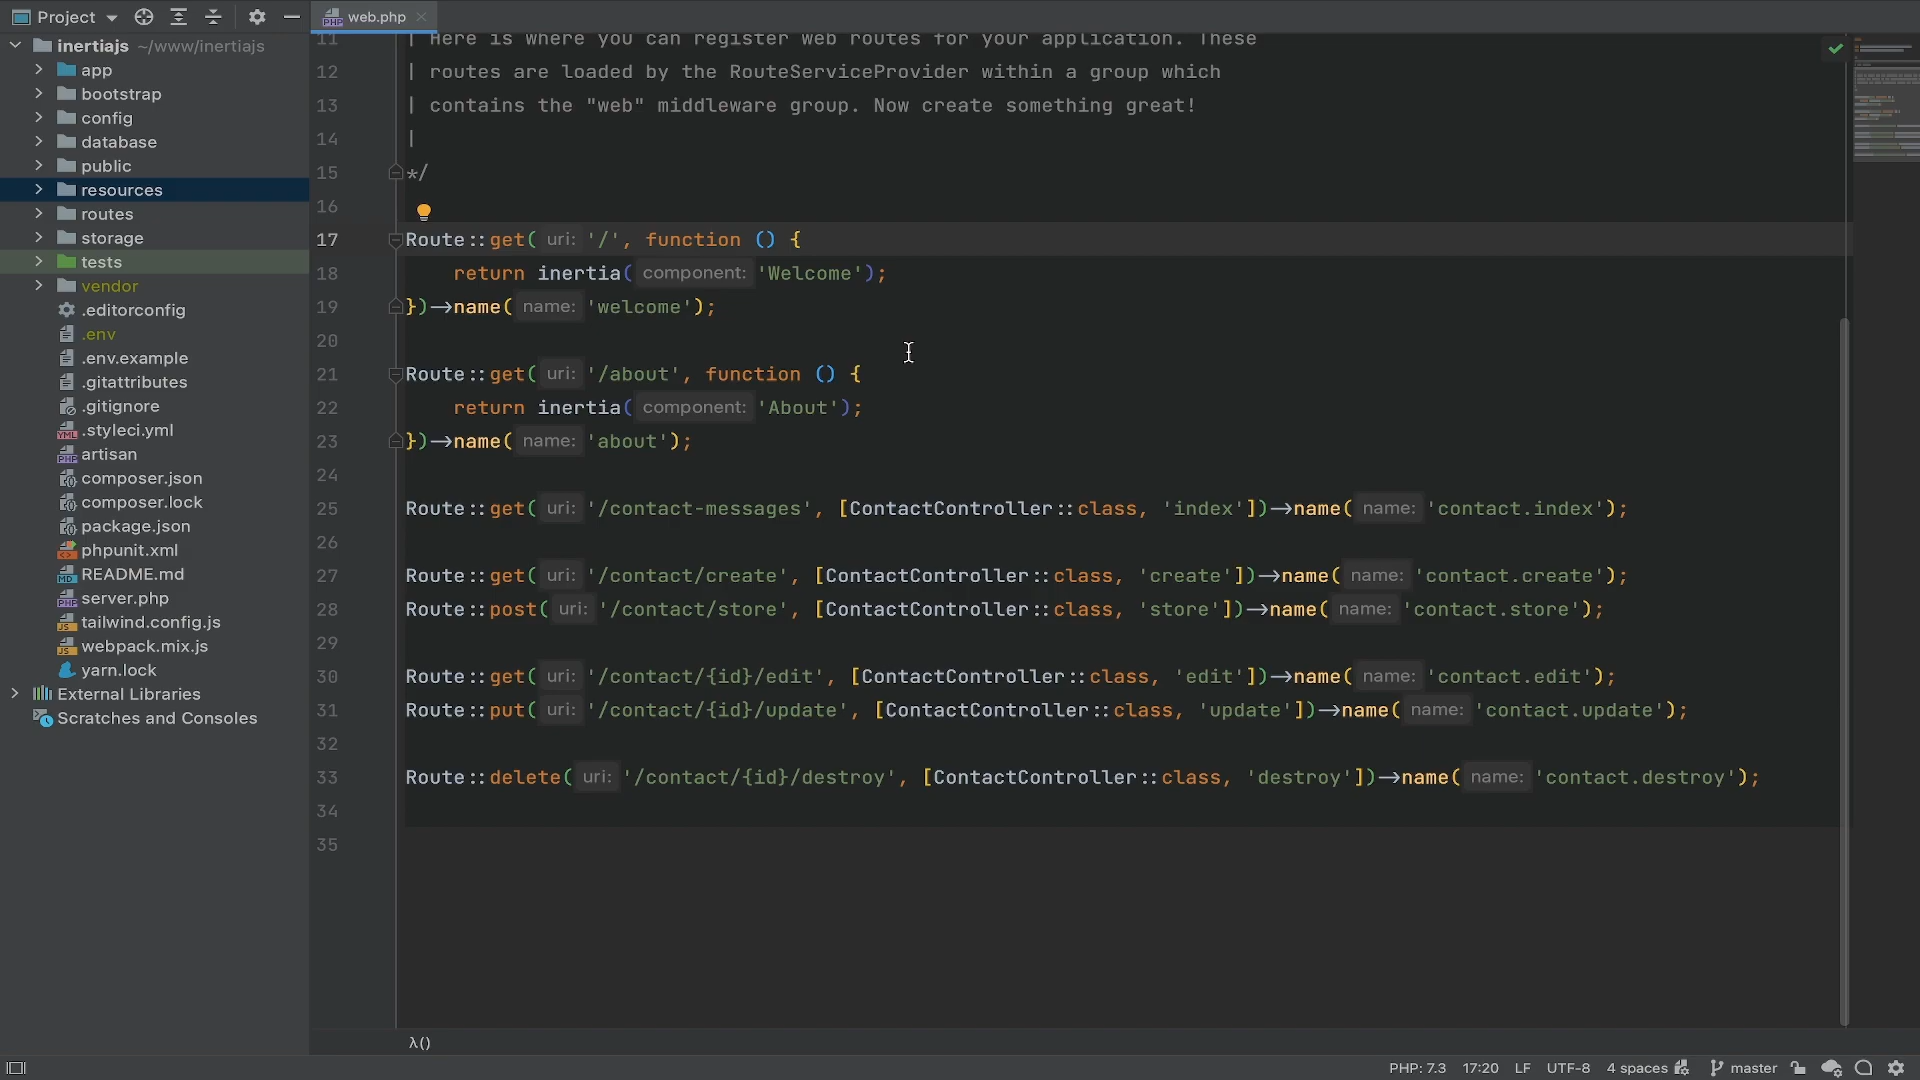 Project
web.php
inertiajs ~/www/inertiajs
app
bootstrap
config
database
public
resources
routes
storage
tests
vendor
.editorconfig
.env
.env.example
.gitattributes
.gitignore
.styleci.yml
artisan
composer.json
composer.lock
package.json
phpunit.xml
README.md
server.php
tailwind.config.js
webpack.mix.js
yarn.lock
External Libraries
Scratches and Consoles
11 | Here is where you can register web routes for your application. These
12 | routes are loaded by the RouteServiceProvider within a group which
13 | contains the "web" middleware group. Now create something great!
14 |
15 */
16
17 Route::get( uri: '/', function () {
18 return inertia( component: 'Welcome');
19 })->name( name: 'welcome');
20
21 Route::get( uri: '/about', function () {
22 return inertia( component: 'About');
23 })->name( name: 'about');
24
25 Route::get( uri: '/contact-messages', [ContactController::class, 'index'])->name( name: 'contact.index');
26
27 Route::get( uri: '/contact/create', [ContactController::class, 'create'])->name( name: 'contact.create');
28 Route::post( uri: '/contact/store', [ContactController::class, 'store'])->name( name: 'contact.store');
29
30 Route::get( uri: '/contact/{id}/edit', [ContactController::class, 'edit'])->name( name: 'contact.edit');
31 Route::put( uri: '/contact/{id}/update', [ContactController::class, 'update'])->name( name: 'contact.update');
32
33 Route::delete( uri: '/contact/{id}/destroy', [ContactController::class, 'destroy'])->name( name: 'contact.destroy');
34
35
λ()
PHP: 7.3 17:20 LF UTF-8 4 spaces master